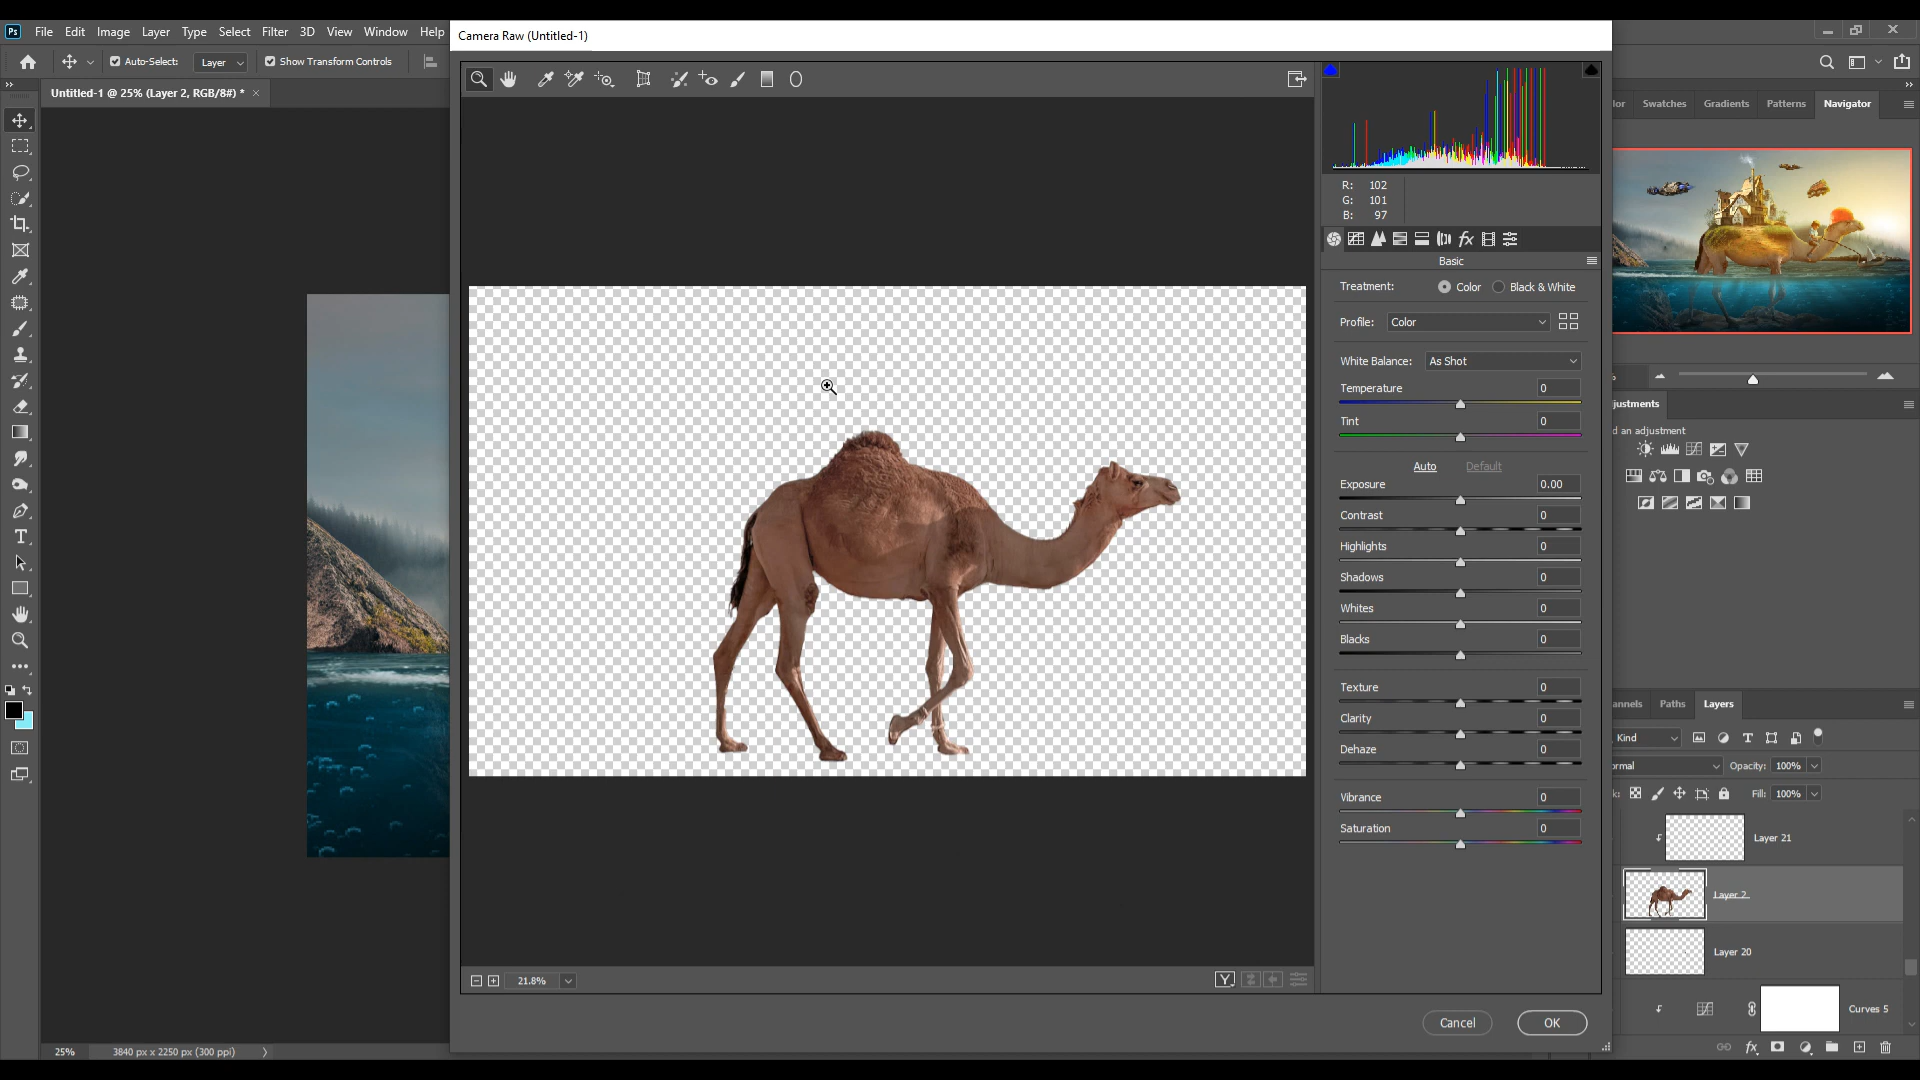 Ps File Edit Image Layer Type Select Filter 3D View Window Help
Camera Raw (Untitled-1)
Auto-Select: Layer Show Transform Controls
Untitled-1 @ 25% (Layer 2, RGB/8#) * ×
Swatches Gradients Patterns Navigator
R: 102
G: 101
B: 97
fx
Basic
Treatment: Color Black & White
Profile: Color
White Balance: As Shot
Temperature 0
Tint 0
Auto Default
Exposure 0.00
Contrast 0
Highlights 0
Shadows 0
Whites 0
Blacks 0
Texture 0
Clarity 0
Dehaze 0
Vibrance 0
Saturation 0
justments
d an adjustment
annels Paths Layers
Kind
rmal Opacity: 100%
Fill: 100%
Layer 21
Layer 2
Layer 20
Curves 5
21.8%
Y
Cancel OK
25% 3840 px x 2250 px (300 ppi)
fx